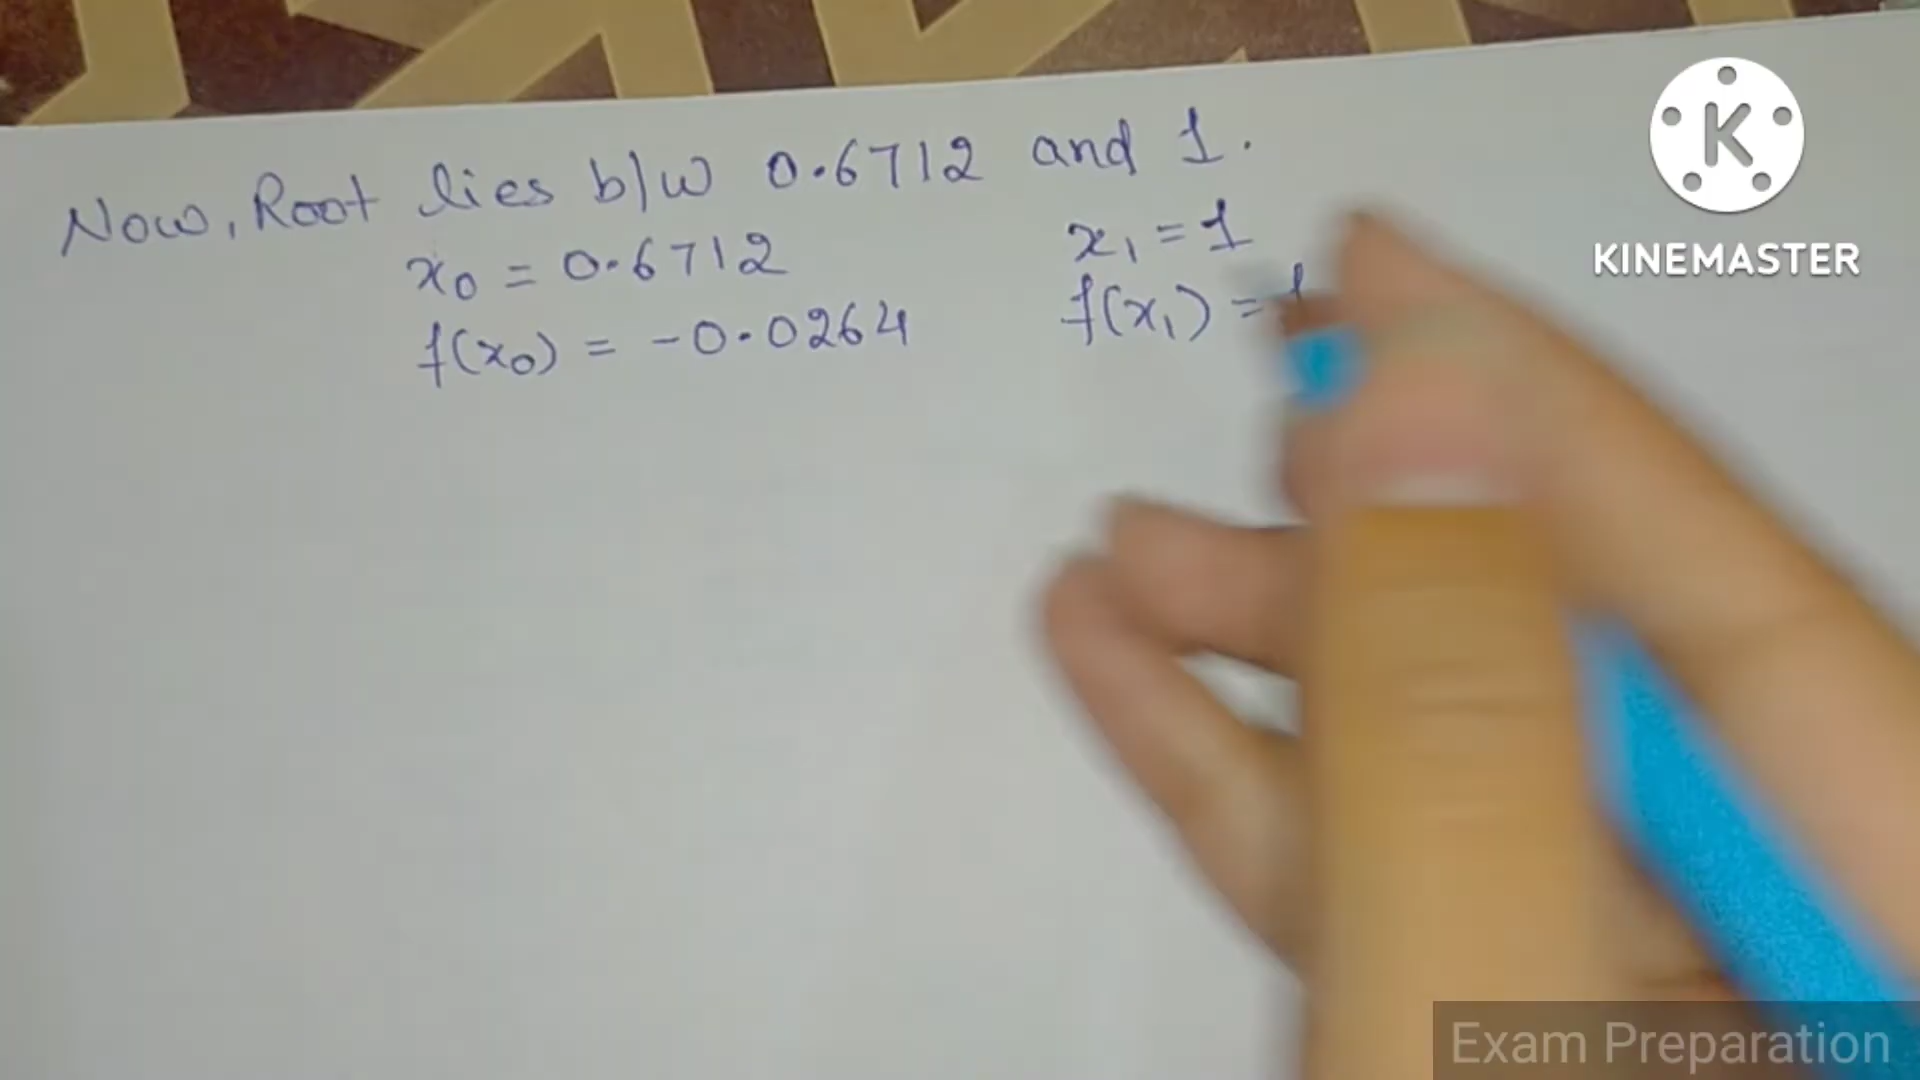 Now, Root lies b/w 0.6712 and 1.
x₀ = 0.6712 x₁ = 1
f(x₀) = -0.0264 f(x₁) =
KINEMASTER
Exam Preparation